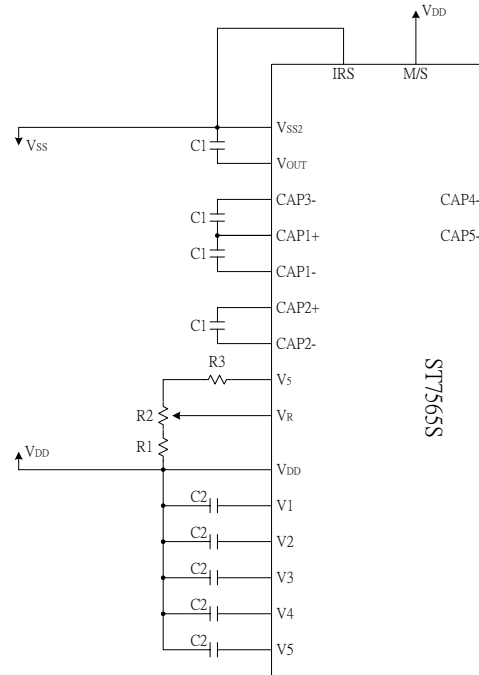 VDD
IRS M/S
VSS
VSS2
C1
VOUT
CAP3- CAP4-
C1
CAP1+ CAP5-
C1
CAP1-
CAP2+
C1
CAP2-
R3
V5
R2
VR
R1
VDD
VDD
C2
V1
C2
V2
C2
V3
C2
V4
C2
V5
ST7565S